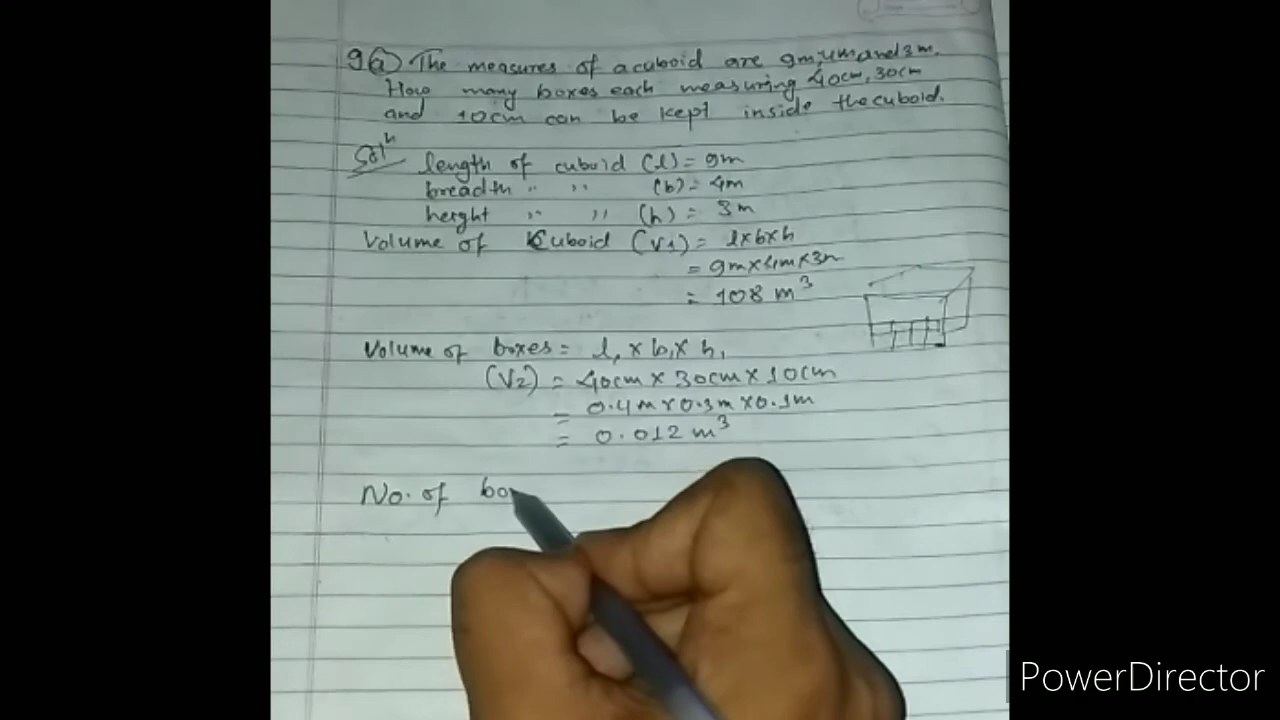 9(a) The measures of a cuboid are 9m, 4m and 3m.
How many boxes each measuring 40cm, 30cm
and 10cm can be kept inside the cuboid.
Solⁿ length of cuboid (l) = 9m
breadth " " (b) = 4m
height " " (h) = 3m
Volume of Cuboid (V1) = l×b×h
= 9m×4m×3m
= 108 m³
Volume of boxes = l₁ × b₁ × h₁
(V2) = 40cm × 30cm × 10cm
= 0.4m × 0.3m × 0.1m
= 0.012 m³
No. of bo
PowerDirector